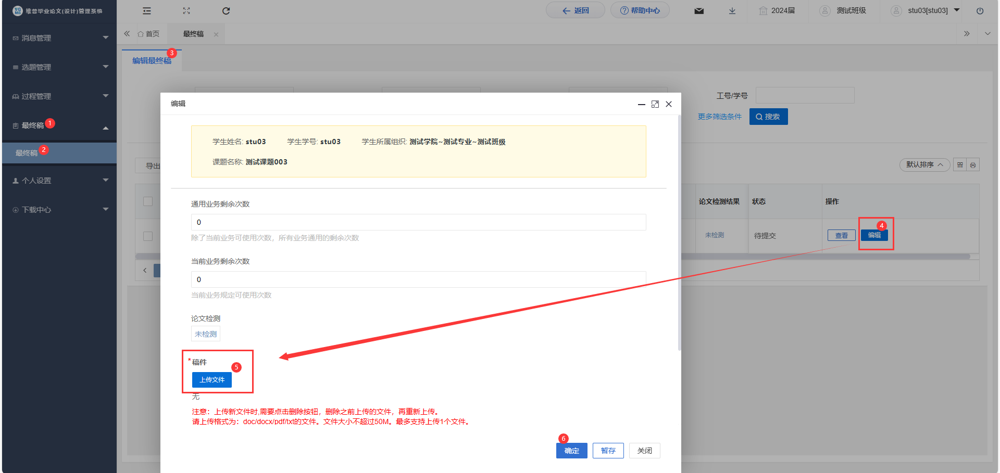 VG
MS
维普毕业论文(设计)管理系统
返回
帮助中心
2024届
测试班级
stu03[stu03]
消息管理
选题管理
过程管理
最终稿 1
最终稿 2
个人设置
下载中心
首页
最终稿
编辑最终稿 3
工号/学号
更多筛选条件
搜索
导出
默认排序
论文检测结果 状态 操作
未检测 待提交 查看 编辑 4
编辑
学生姓名: stu03 学生学号: stu03 学生所属组织: 测试学院~测试专业~测试班级
课题名称: 测试课题003
通用业务剩余次数
0
除了当前业务可使用次数，所有业务通用的剩余次数
当前业务剩余次数
0
当前业务规定可使用次数
论文检测
未检测
*稿件
5
上传文件
无
注意：上传新文件时,需要点击删除按钮，删除之前上传的文件，再重新上传。
请上传格式为：doc/docx/pdf/txt的文件。文件大小不超过50M。最多支持上传1个文件。
6
确定 暂存 关闭